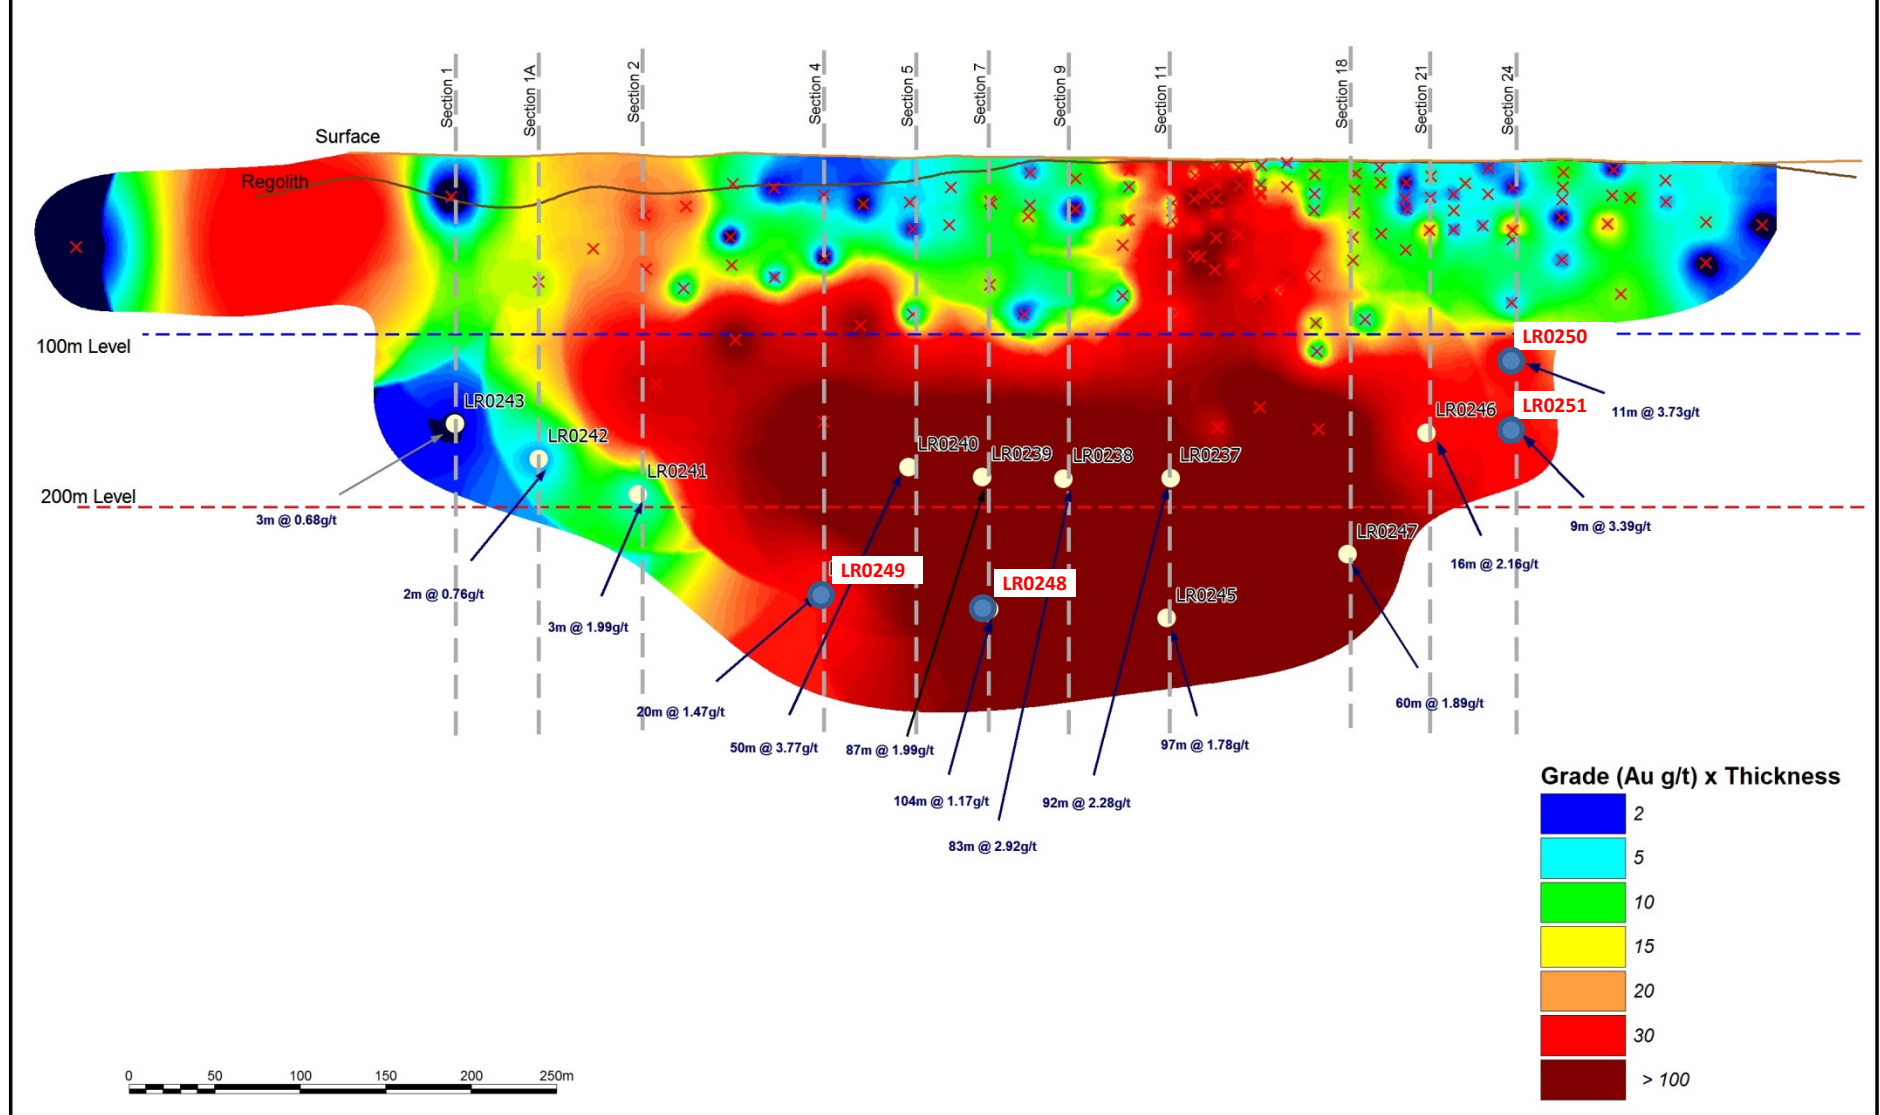 Section 1
Section 1A
Section 2
Section 4
Section 5
Section 7
Section 9
Section 11
Section 18
Section 21
Section 24
Surface
Regolith
100m Level
LR0250
LR0243
LR0251
11m @ 3.73g/t
LR0246
LR0242
LR0240
LR0239
LR0238
LR0237
LR0241
200m Level
3m @ 0.68g/t
9m @ 3.39g/t
LR0247
16m @ 2.16g/t
LR0249
LR0248
2m @ 0.76g/t
LR0245
3m @ 1.99g/t
60m @ 1.89g/t
20m @ 1.47g/t
50m @ 3.77g/t
87m @ 1.99g/t
97m @ 1.78g/t
104m @ 1.17g/t
92m @ 2.28g/t
83m @ 2.92g/t
Grade (Au g/t) x Thickness
2
5
10
15
20
30
> 100
0 50 100 150 200 250m